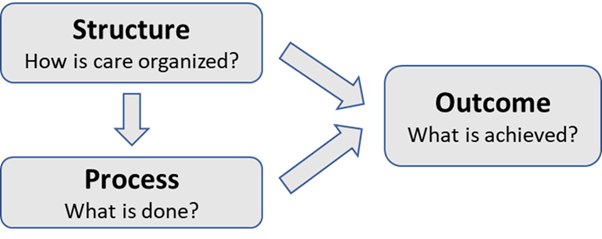 Structure
How is care organized?
Process
What is done?
Outcome
What is achieved?